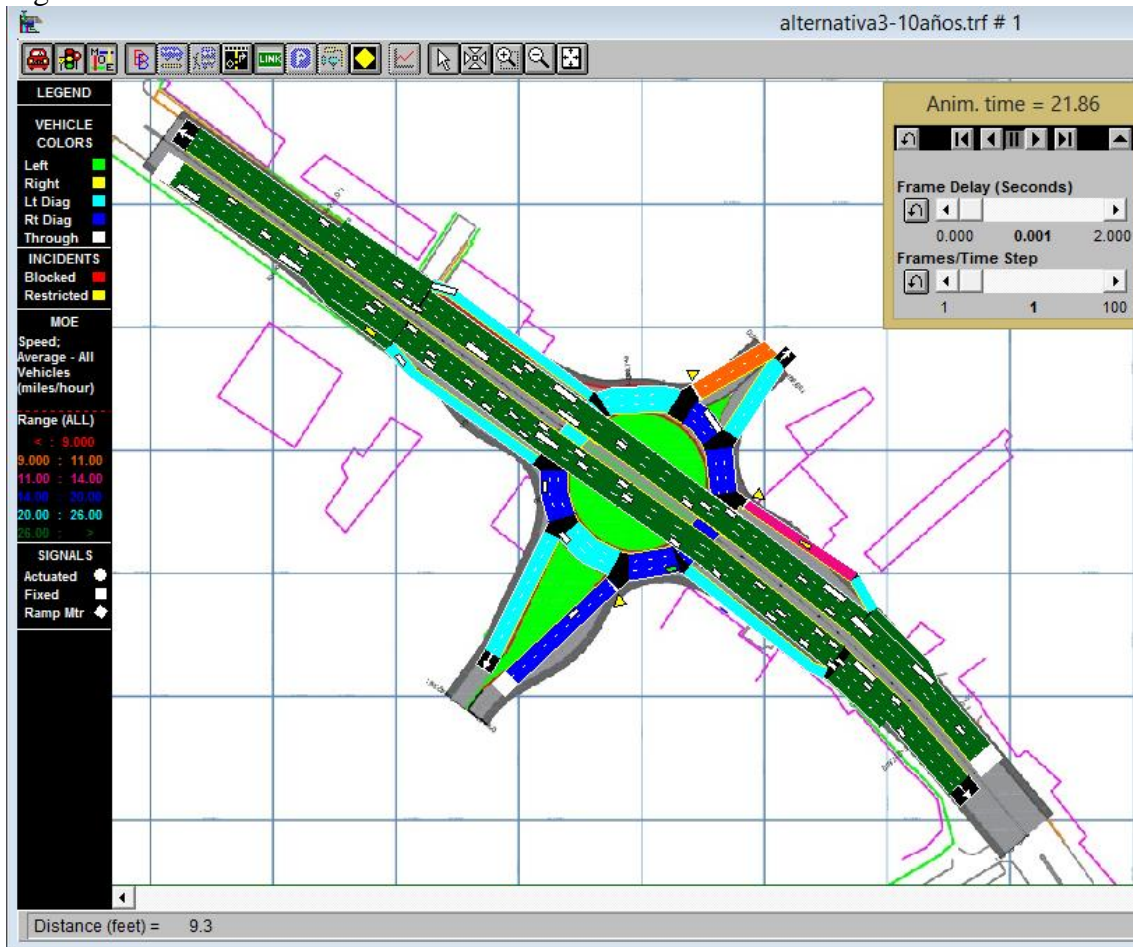 alternativa3-10años.trf # 1
LINK
LEGEND
VEHICLE
COLORS
Left
Right
Lt Diag
Rt Diag
Through
INCIDENTS
Blocked
Restricted
MOE
Speed;
Average - All
Vehicles
(miles/hour)
Range (ALL)
< : 9.000
9.000 : 11.00
11.00 : 14.00
14.00 : 20.00
20.00 : 26.00
26.00 : >
SIGNALS
Actuated
Fixed
Ramp Mtr
Anim. time = 21.86
Frame Delay (Seconds)
0.000 0.001 2.000
Frames/Time Step
1 1 100
Distance (feet) = 9.3